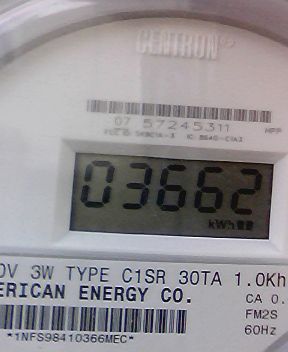 CENTRON®
07 57245311
HPP
03662
kWh
0V 3W TYPE C1SR 30TA 1.0Kh
ERICAN ENERGY CO.
CA 0.
FM2S
60Hz
*1NFS98410366MEC*